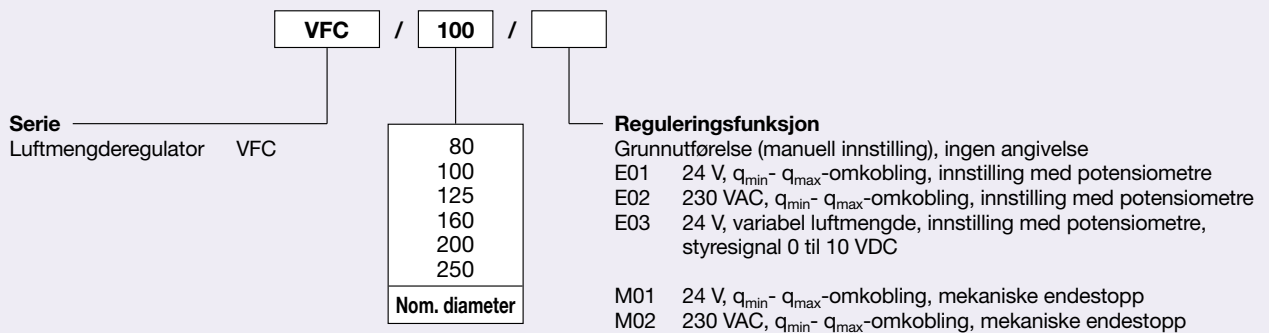 VFC / 100 /
Serie
Luftmengderegulator VFC
80
100
125
160
200
250
Nom. diameter
Reguleringsfunksjon
Grunnutførelse (manuell innstilling), ingen angivelse
E01 24 V, qmin- qmax-omkobling, innstilling med potensiometre
E02 230 VAC, qmin- qmax-omkobling, innstilling med potensiometre
E03 24 V, variabel luftmengde, innstilling med potensiometre,
styresignal 0 til 10 VDC
M01 24 V, qmin- qmax-omkobling, mekaniske endestopp
M02 230 VAC, qmin- qmax-omkobling, mekaniske endestopp